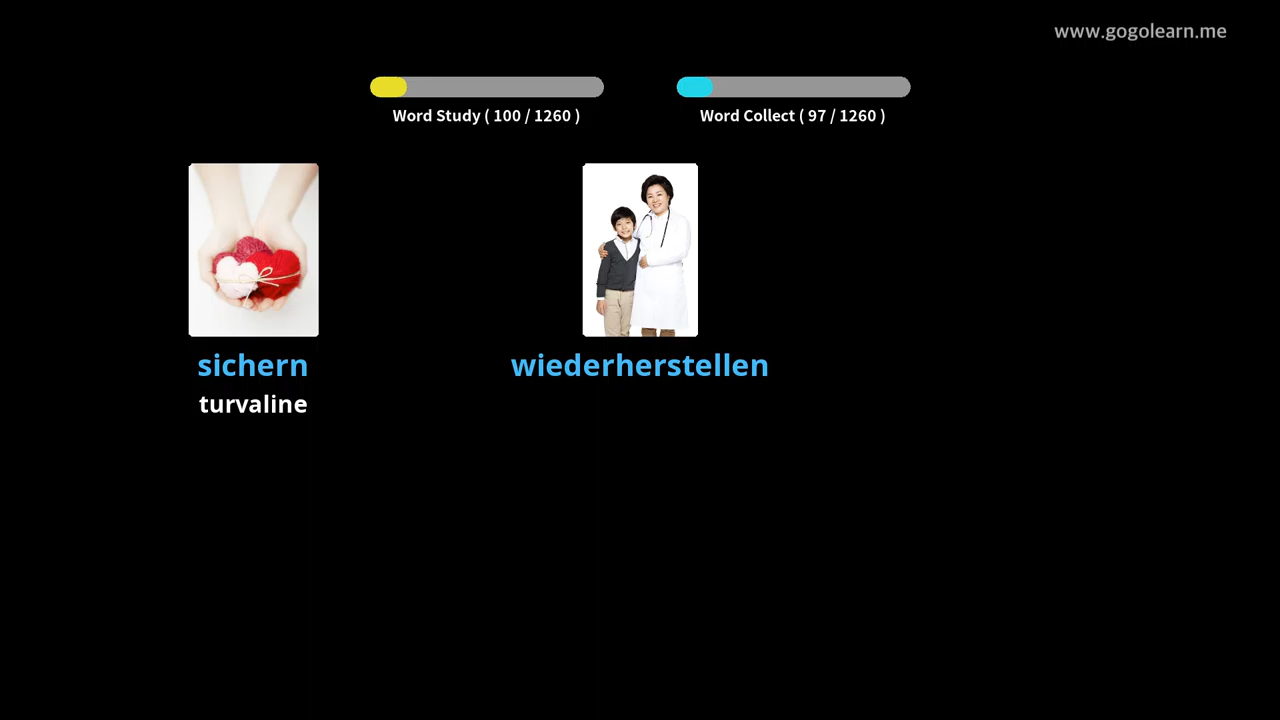 www.gogolearn.me
Word Study ( 100 / 1260 )
Word Collect ( 97 / 1260 )
sichern
wiederherstellen
turvaline